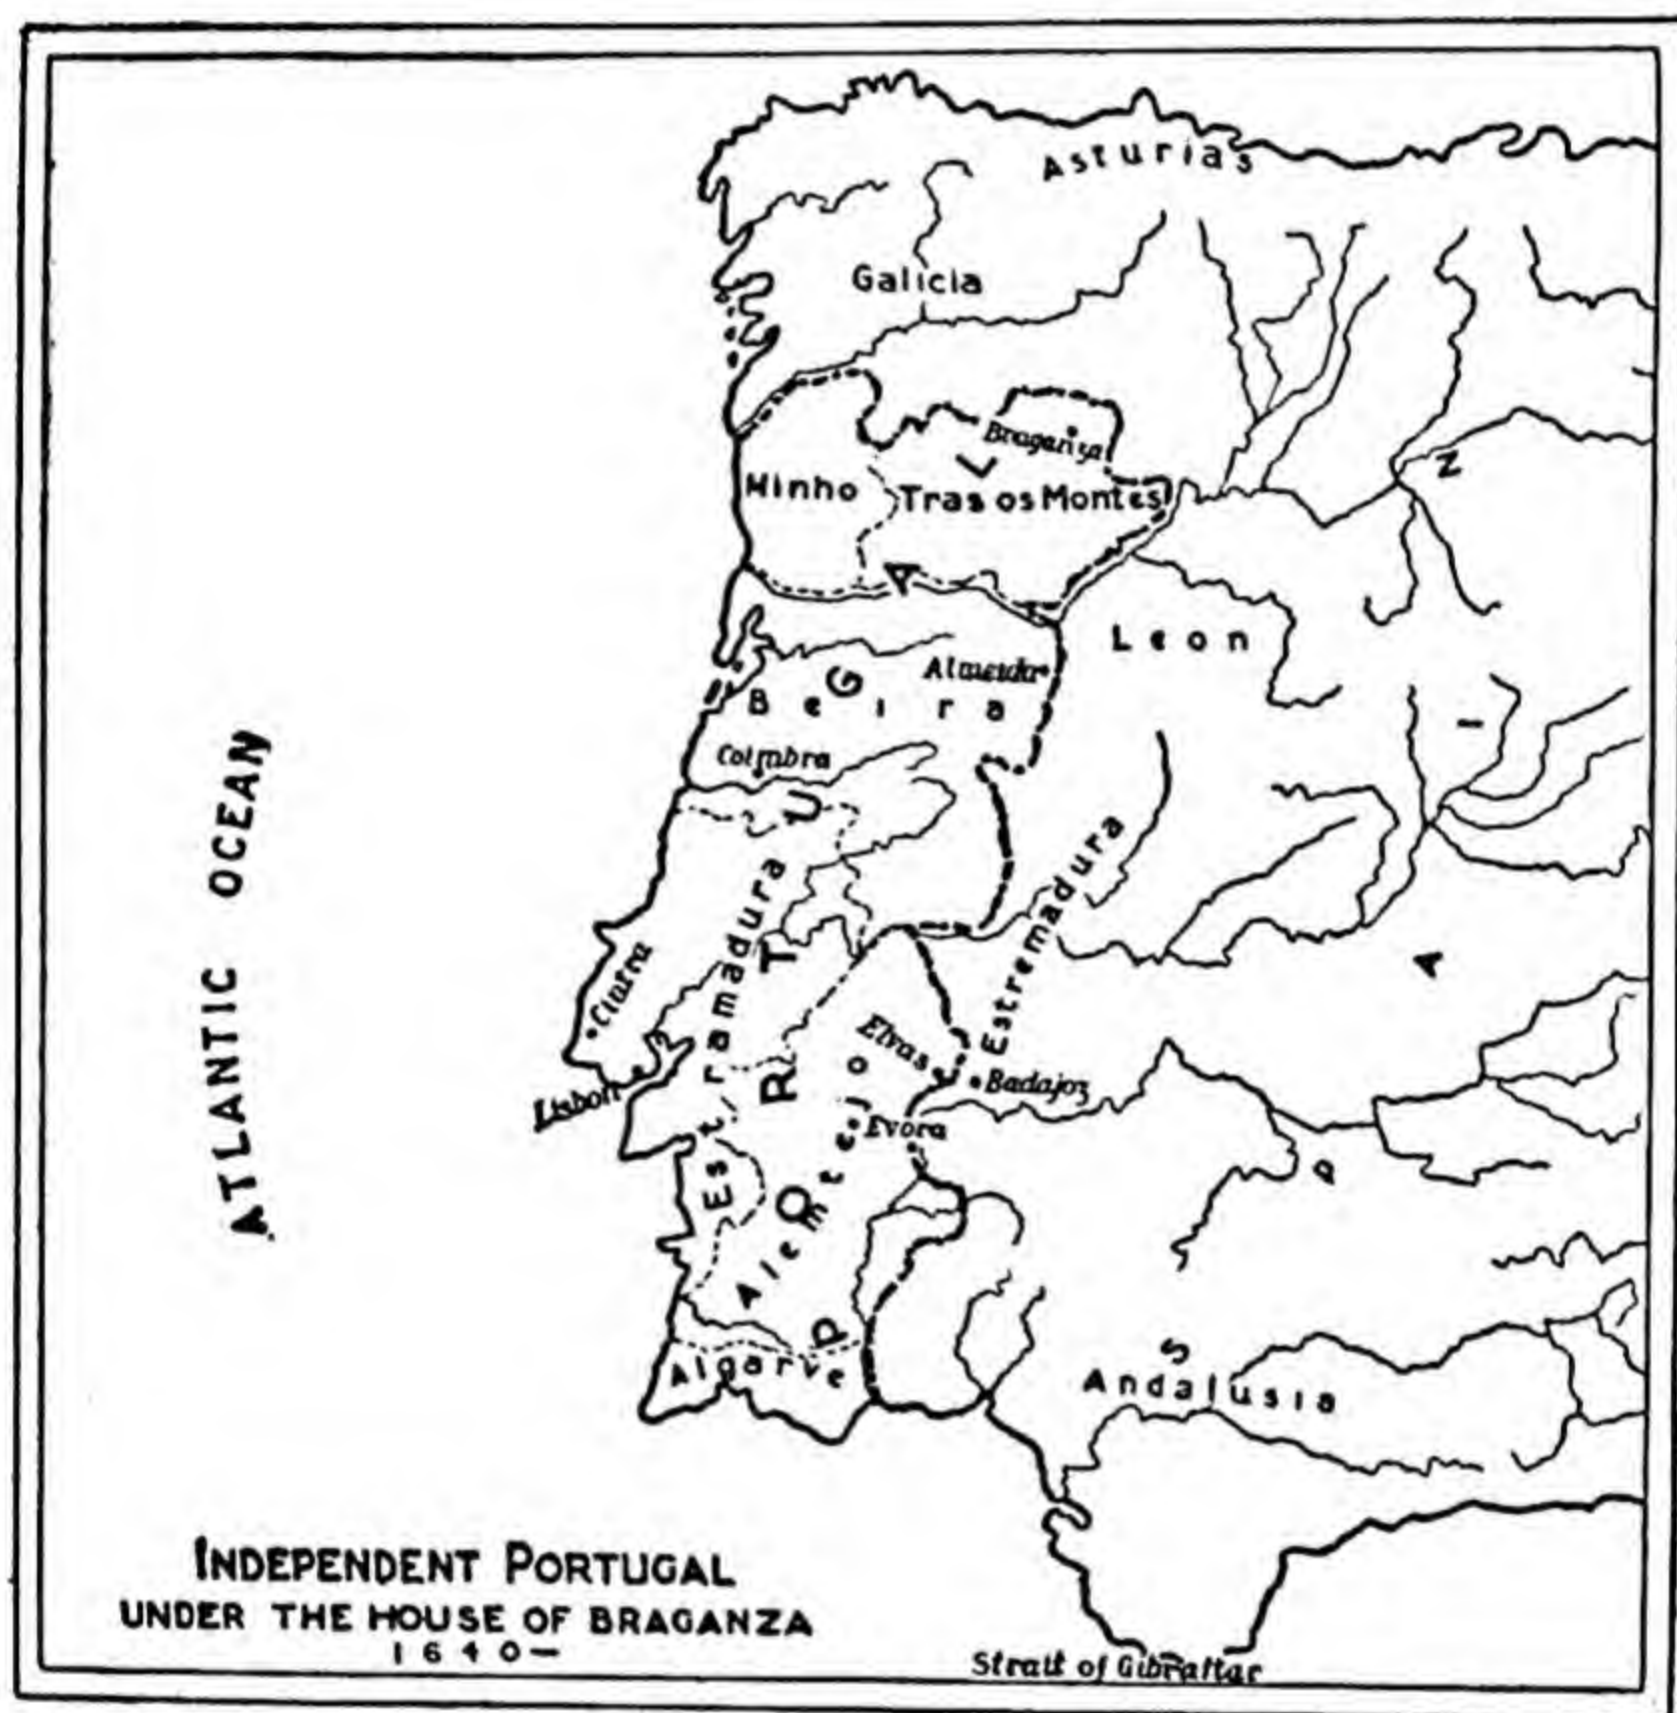 Asturias
Galicia
Braganza
Minho
Tras os Montes
Leon
Almeida
Beira
Coimbra
Estremadura
Cintra
Estramadura
Elvas
Badajoz
Lisbon
Evora
Alemtejo
Algarve
Andalusia
PORTUGAL
SPAIN
ATLANTIC OCEAN
INDEPENDENT PORTUGAL
UNDER THE HOUSE OF BRAGANZA
1640—
Strait of Gibraltar